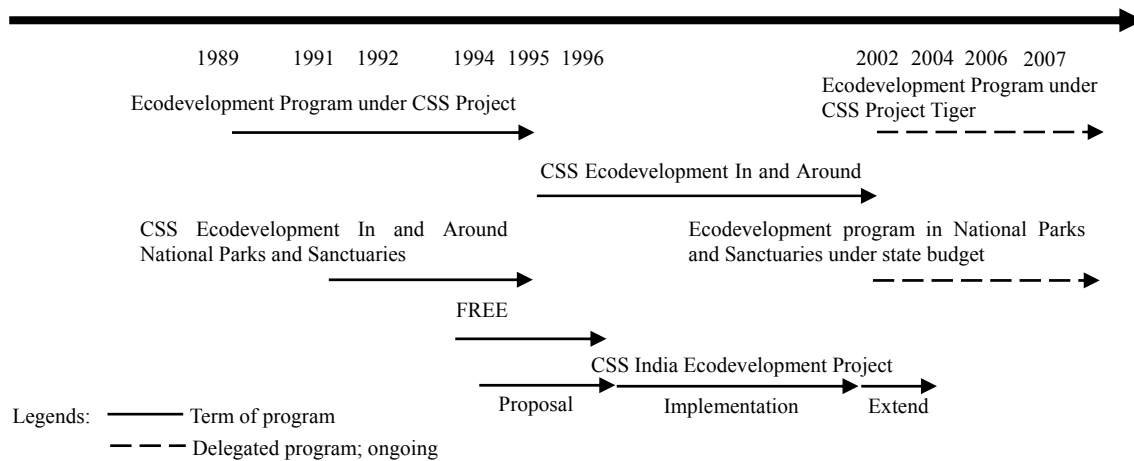 1989 1991 1992 1994 1995 1996 2002 2004 2006 2007
Ecodevelopment Program under CSS Project
Ecodevelopment Program under
CSS Project Tiger
CSS Ecodevelopment In and Around
CSS Ecodevelopment In and Around
National Parks and Sanctuaries
Ecodevelopment program in National Parks
and Sanctuaries under state budget
FREE
CSS India Ecodevelopment Project
Proposal Implementation Extend
Legends: Term of program
Delegated program; ongoing